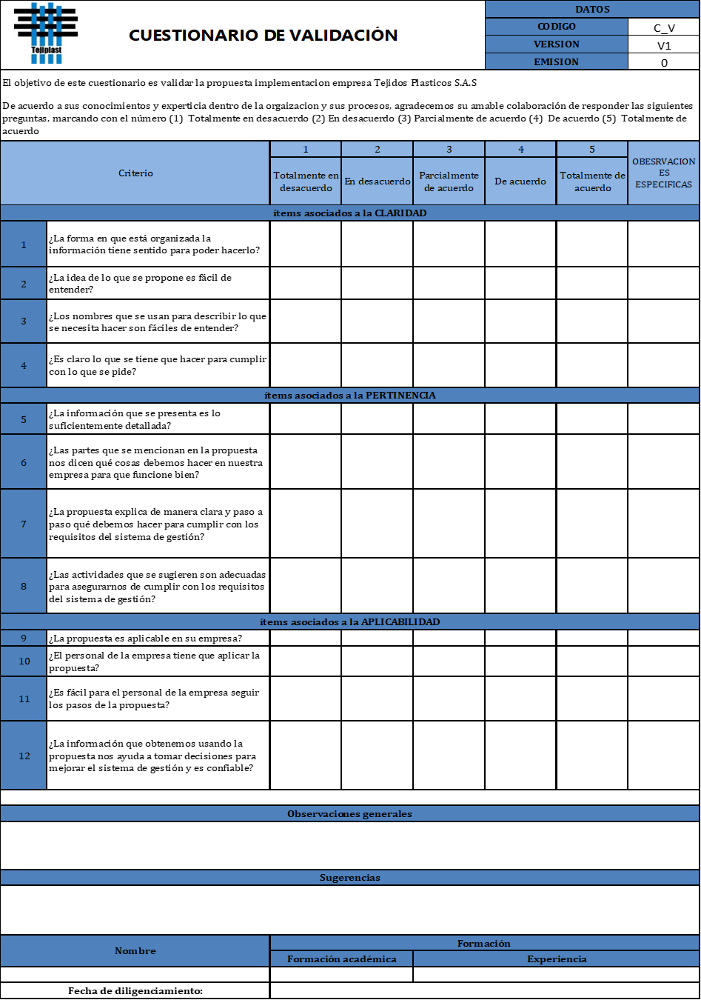 Tejiplast
CUESTIONARIO DE VALIDACIÓN
DATOS
CODIGO C_V
VERSION V1
EMISION 0
El objetivo de este cuestionario es validar la propuesta implementacion empresa Tejidos Plasticos S.A.S
De acuerdo a sus conocimientos y experticia dentro de la orgaizacion y sus procesos, agradecemos su amable colaboración de responder las siguientes
preguntas, marcando con el número (1) Totalmente en desacuerdo (2) En desacuerdo (3) Parcialmente de acuerdo (4) De acuerdo (5) Totalmente de
acuerdo
Criterio
1 2 3 4 5
Totalmente en
desacuerdo
En desacuerdo
Parcialmente
de acuerdo
De acuerdo
Totalmente de
acuerdo
OBESRVACION
ES
ESPECIFICAS
ítems asociados a la CLARIDAD
1
¿La forma en que está organizada la
información tiene sentido para poder hacerlo?
2
¿La idea de lo que se propone es fácil de
entender?
3
¿Los nombres que se usan para describir lo que
se necesita hacer son fáciles de entender?
4
¿Es claro lo que se tiene que hacer para cumplir
con lo que se pide?
ítems asociados a la PERTINENCIA
5
¿La información que se presenta es lo
suficientemente detallada?
6
¿Las partes que se mencionan en la propuesta
nos dicen qué cosas debemos hacer en nuestra
empresa para que funcione bien?
7
¿La propuesta explica de manera clara y paso a
paso qué debemos hacer para cumplir con los
requisitos del sistema de gestión?
8
¿Las actividades que se sugieren son adecuadas
para asegurarnos de cumplir con los requisitos
del sistema de gestión?
ítems asociados a la APLICABILIDAD
9 ¿La propuesta es aplicable en su empresa?
10
¿El personal de la empresa tiene que aplicar la
propuesta?
11
¿Es fácil para el personal de la empresa seguir
los pasos de la propuesta?
12
¿La información que obtenemos usando la
propuesta nos ayuda a tomar decisiones para
mejorar el sistema de gestión y es confiable?
Observaciones generales
Sugerencias
Nombre
Formación
Formación académica Experiencia
Fecha de diligenciamiento: